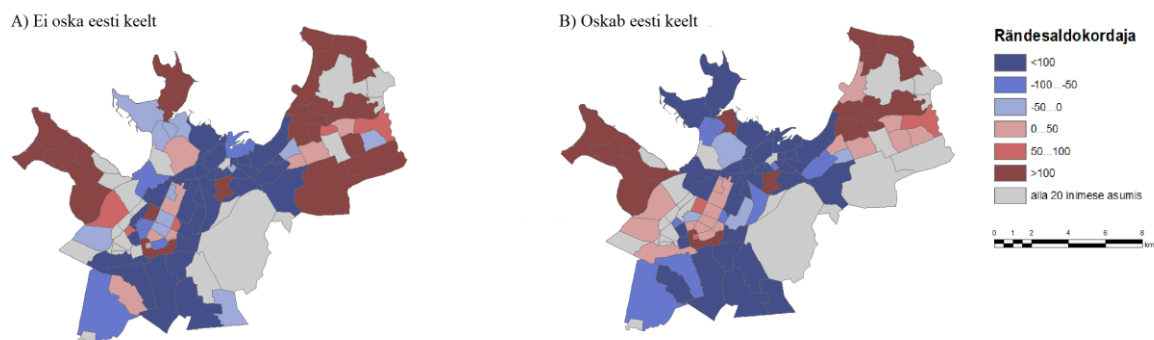 A) Ei oska eesti keelt
B) Oskab eesti keelt
Rändesaldokordaja
<100
-100...-50
-50...0
0...50
50...100
>100
alla 20 inimese asumis
0 1 2 4 6 8
km